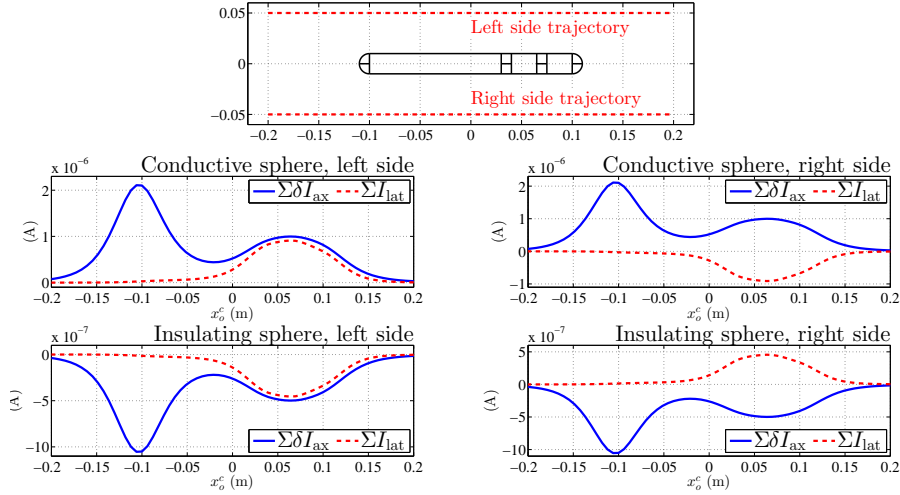 0.05
Left side trajectory
0
Right side trajectory
−0.05
−0.2 −0.15 −0.1 −0.05 0 0.05 0.1 0.15 0.2
x 10⁻⁶ Conductive sphere, left side
ΣδI_ax ΣI_lat
2
1
0
(A)
−0.2 −0.15 −0.1 −0.05 0 0.05 0.1 0.15 0.2
x_o^c (m)
x 10⁻⁶ Conductive sphere, right side
ΣδI_ax ΣI_lat
2
1
0
−1
(A)
−0.2 −0.15 −0.1 −0.05 0 0.05 0.1 0.15 0.2
x_o^c (m)
x 10⁻⁷ Insulating sphere, left side
0
−5
−10
(A)
ΣδI_ax ΣI_lat
−0.2 −0.15 −0.1 −0.05 0 0.05 0.1 0.15 0.2
x_o^c (m)
x 10⁻⁷ Insulating sphere, right side
5
0
−5
−10
(A)
ΣδI_ax ΣI_lat
−0.2 −0.15 −0.1 −0.05 0 0.05 0.1 0.15 0.2
x_o^c (m)